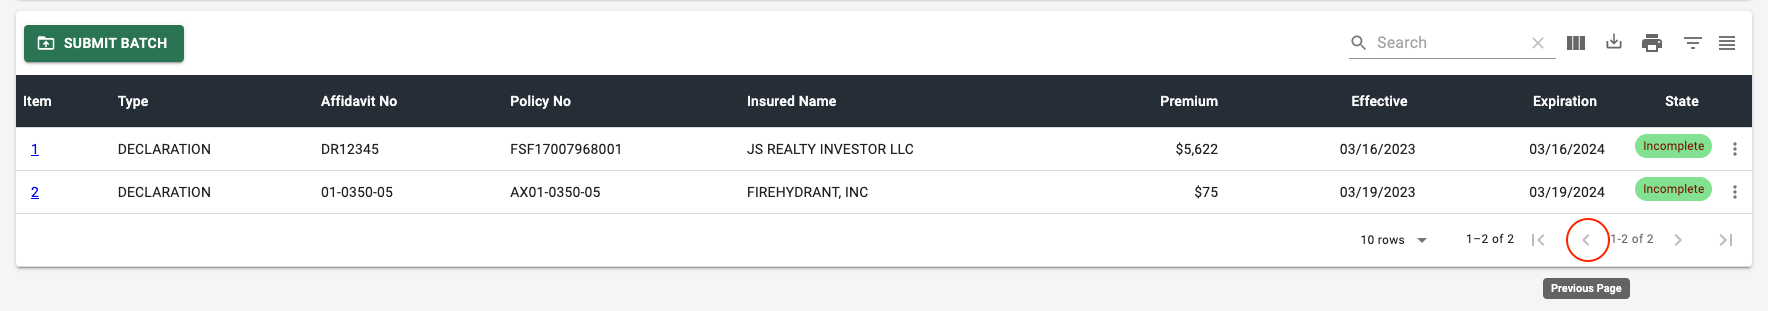 SUBMIT BATCH Search
Item Type Affidavit No Policy No Insured Name Premium Effective Expiration State
1 DECLARATION DR12345 FSF17007968001 JS REALTY INVESTOR LLC $5,622 03/16/2023 03/16/2024 Incomplete
2 DECLARATION 01-0350-05 AX01-0350-05 FIREHYDRANT, INC $75 03/19/2023 03/19/2024 Incomplete
10 rows 1–2 of 2 1-2 of 2
Previous Page